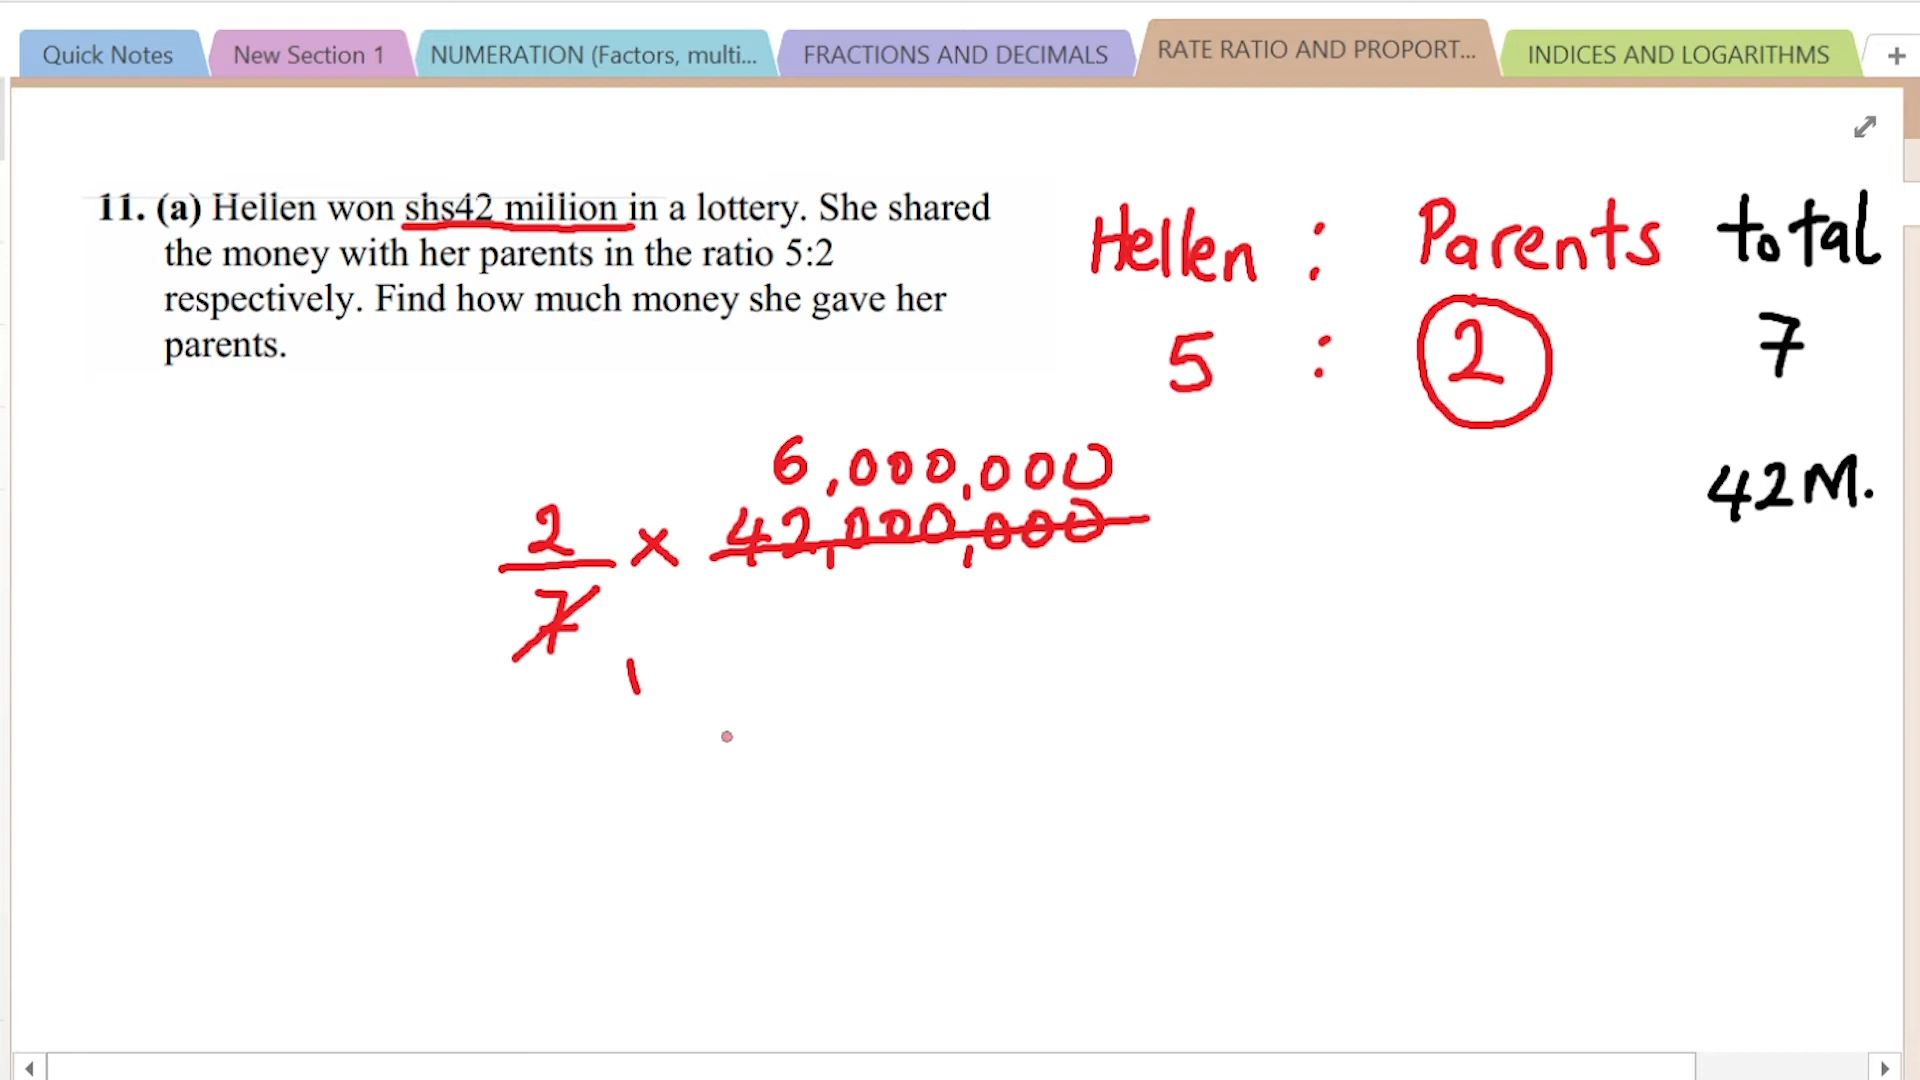 Quick Notes New Section 1 NUMERATION (Factors, multi... FRACTIONS AND DECIMALS RATE RATIO AND PROPORT... INDICES AND LOGARITHMS +
11. (a) Hellen won shs42 million in a lottery. She shared
the money with her parents in the ratio 5:2
respectively. Find how much money she gave her
parents.
Hellen : Parents total
5 : 2 7
42M.
6,000,000
2/7 × 42,000,000
1